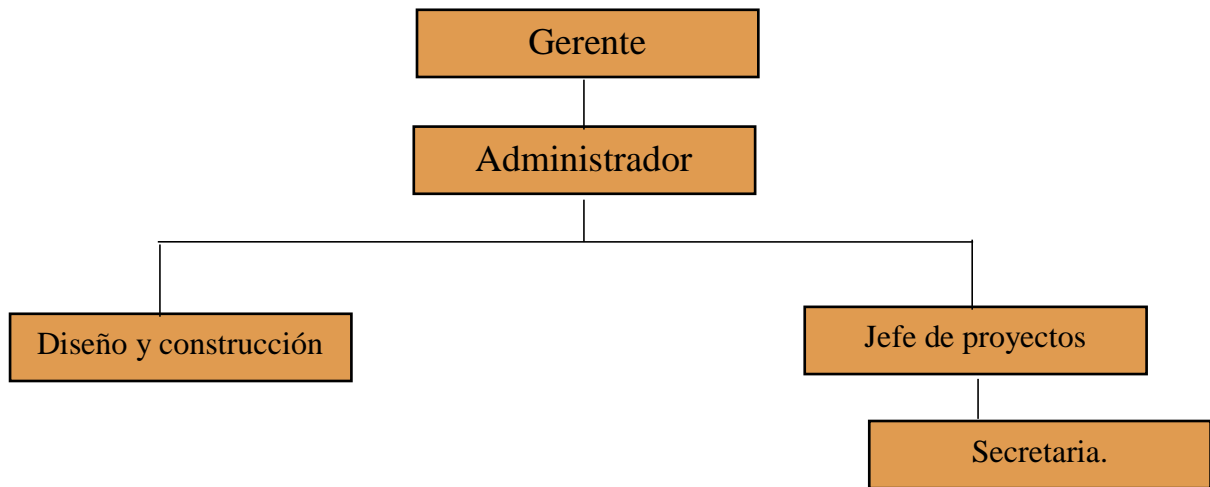 Gerente
Administrador
Diseño y construcción
Jefe de proyectos
Secretaria.